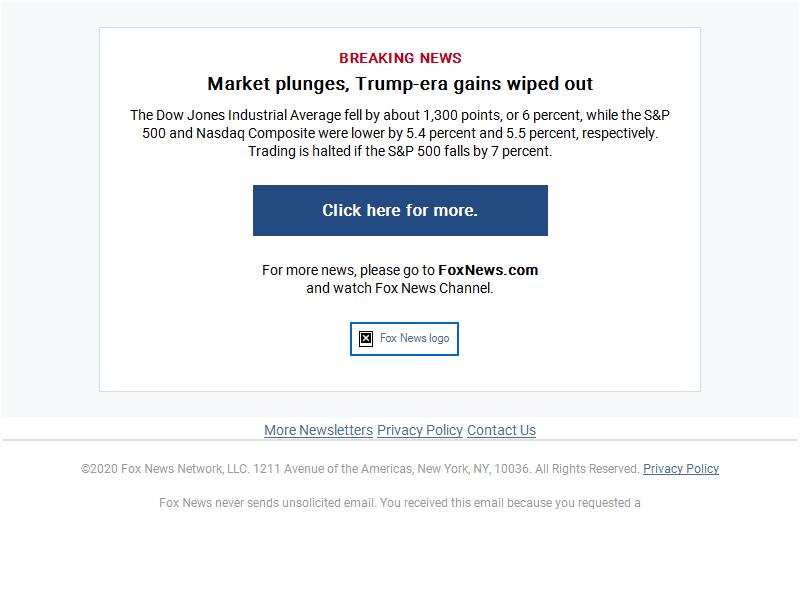 BREAKING NEWS
Market plunges, Trump-era gains wiped out
The Dow Jones Industrial Average fell by about 1,300 points, or 6 percent, while the S&P
500 and Nasdaq Composite were lower by 5.4 percent and 5.5 percent, respectively.
Trading is halted if the S&P 500 falls by 7 percent.
Click here for more.
For more news, please go to FoxNews.com
and watch Fox News Channel.
Fox News logo
More Newsletters Privacy Policy Contact Us
©2020 Fox News Network, LLC. 1211 Avenue of the Americas, New York, NY, 10036. All Rights Reserved. Privacy Policy
Fox News never sends unsolicited email. You received this email because you requested a